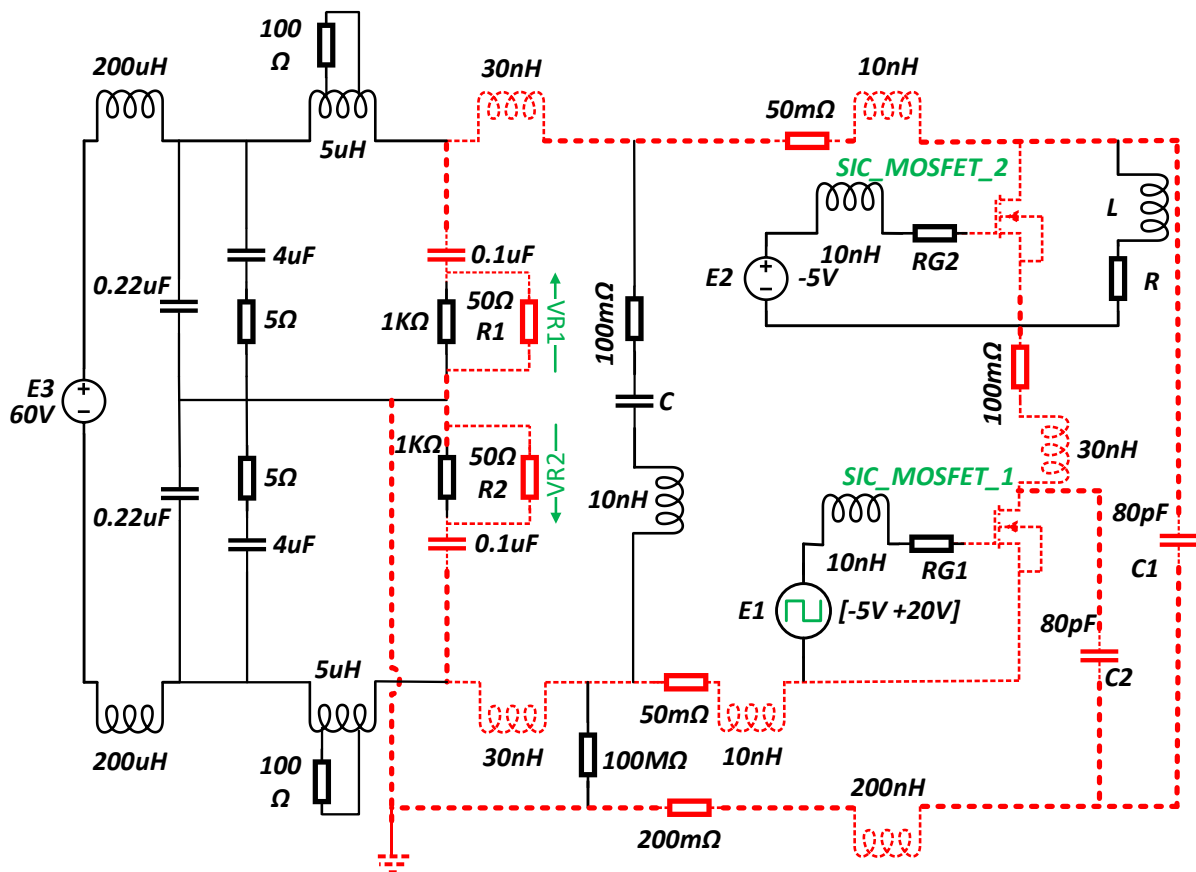 100
Ω
200uH
30nH
10nH
50mΩ
5uH
SIC_MOSFET_2
L
4uF
0.1uF
10nH
RG2
E2
-5V
0.22uF
R
5Ω
1KΩ
50Ω
R1
VR1
100mΩ
E3
60V
C
100mΩ
1KΩ
50Ω
R2
VR2
30nH
5Ω
SIC_MOSFET_1
10nH
0.22uF
4uF
0.1uF
80pF
C1
10nH
RG1
E1
[-5V +20V]
80pF
C2
5uH
50mΩ
200uH
30nH
100MΩ
10nH
100
Ω
200nH
200mΩ